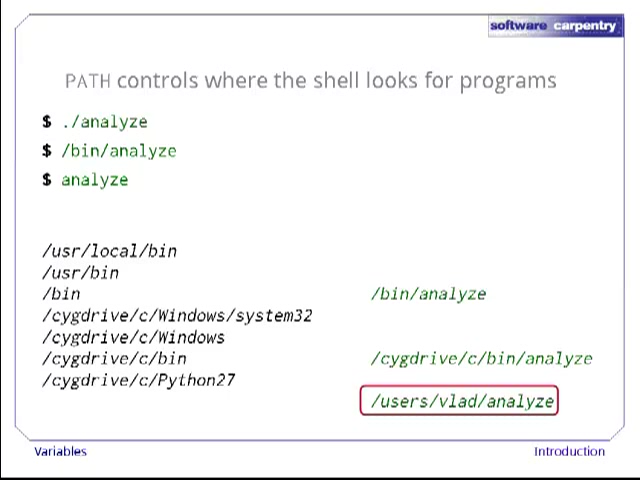 software carpentry
PATH controls where the shell looks for programs
$ ./analyze
$ /bin/analyze
$ analyze
/usr/local/bin
/usr/bin
/bin /bin/analyze
/cygdrive/c/Windows/system32
/cygdrive/c/Windows
/cygdrive/c/bin /cygdrive/c/bin/analyze
/cygdrive/c/Python27
/users/vlad/analyze
Variables Introduction